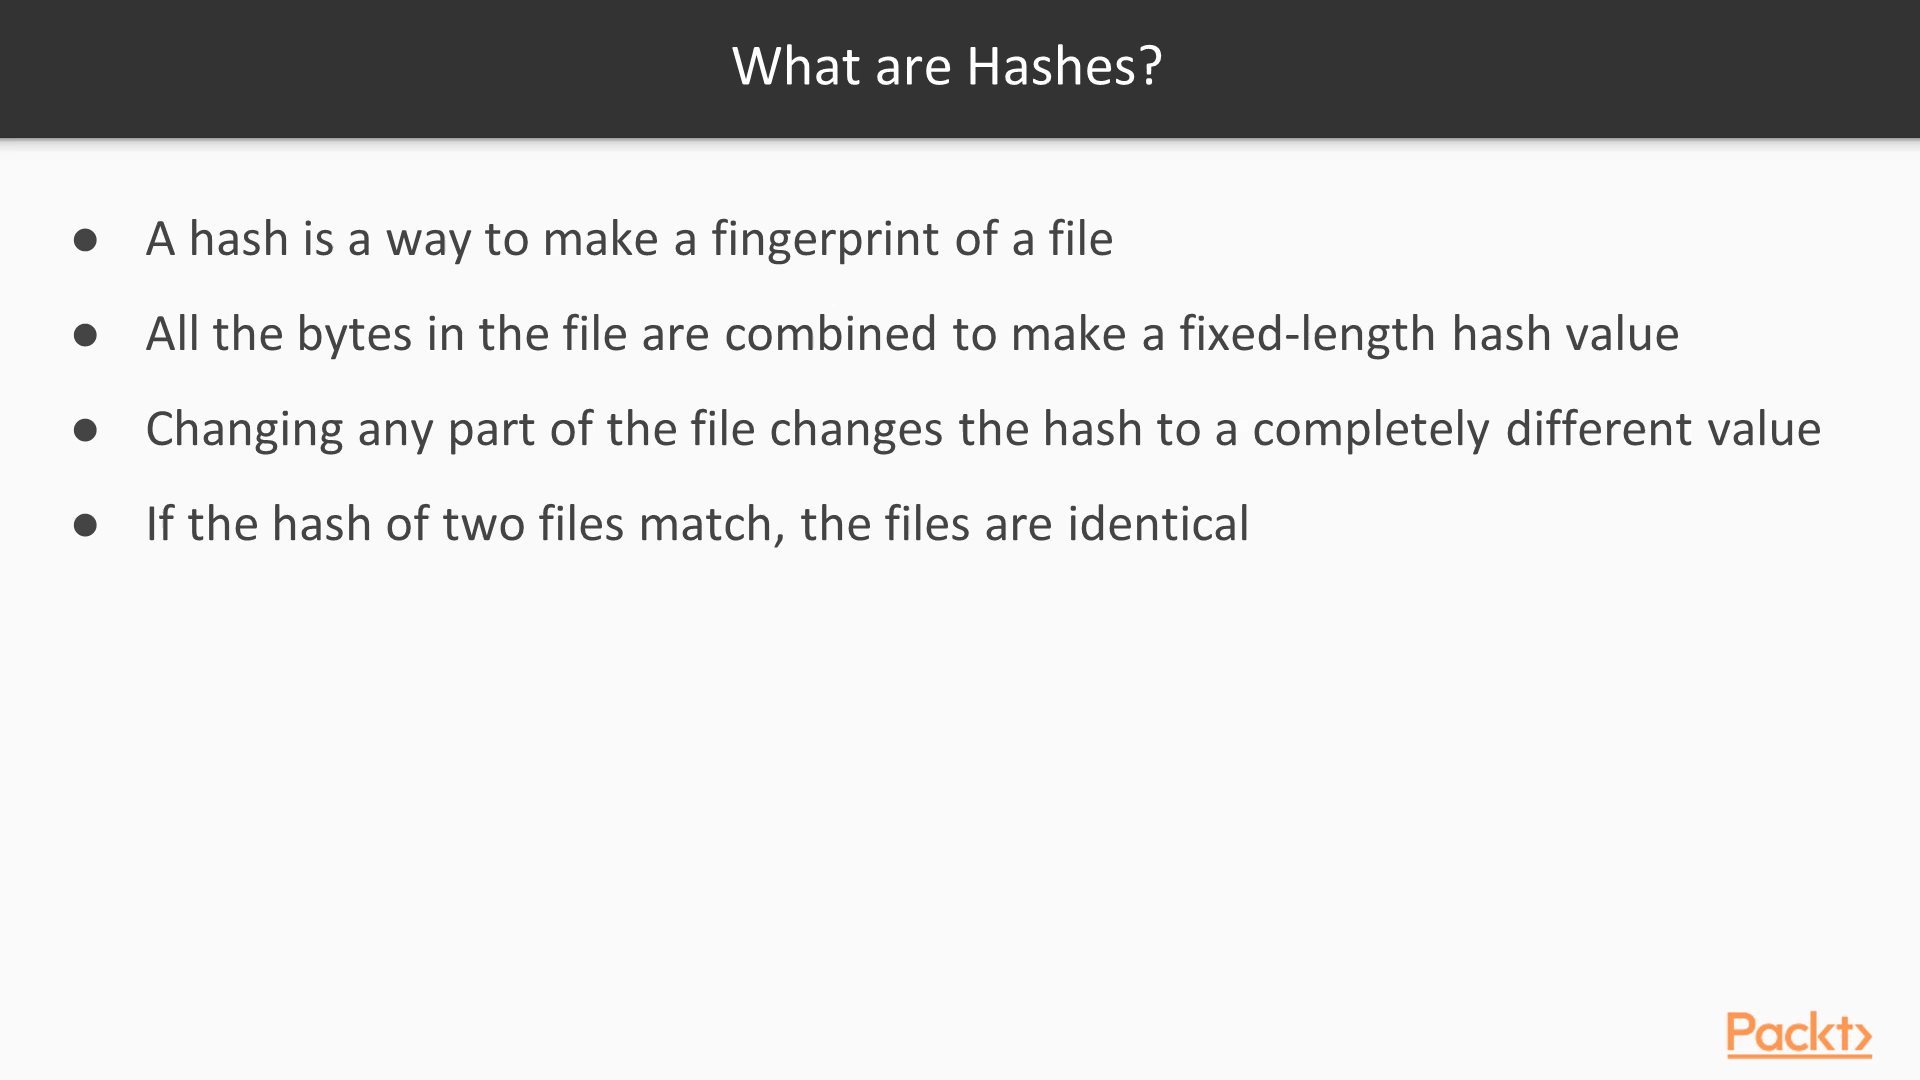 What are Hashes?
● A hash is a way to make a fingerprint of a file
● All the bytes in the file are combined to make a fixed-length hash value
● Changing any part of the file changes the hash to a completely different value
● If the hash of two files match, the files are identical
Packt>